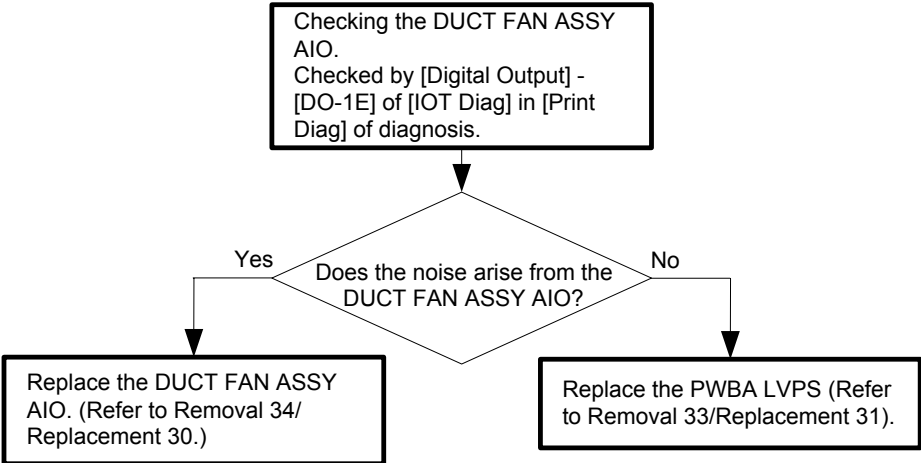 Checking the DUCT FAN ASSY
AIO.
Checked by [Digital Output] -
[DO-1E] of [IOT Diag] in [Print
Diag] of diagnosis.
Yes
Does the noise arise from the
DUCT FAN ASSY AIO?
No
Replace the DUCT FAN ASSY
AIO. (Refer to Removal 34/
Replacement 30.)
Replace the PWBA LVPS (Refer
to Removal 33/Replacement 31).